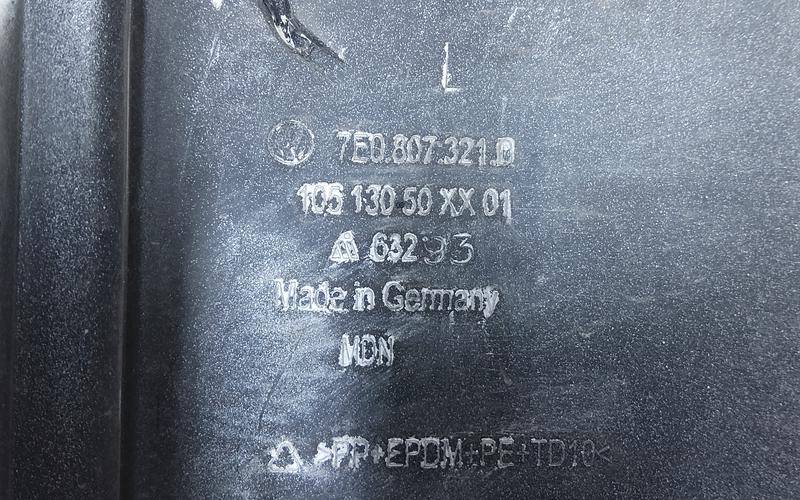 L
7E0.807.321.D
105 130 50 XX 01
63293
Made in Germany
MDN
>PP+EPDM+PE+TD10<